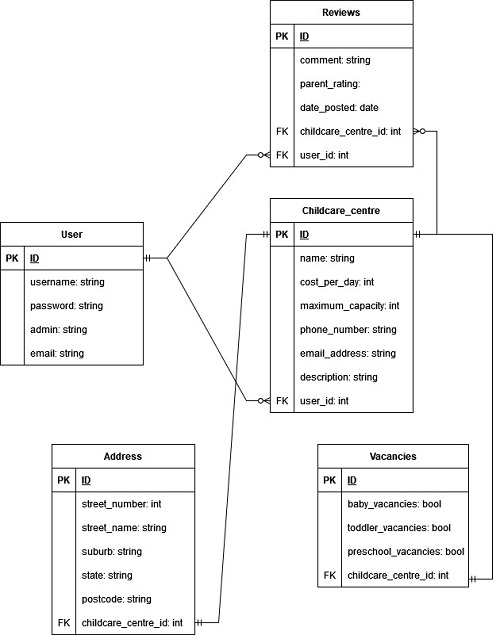 Reviews
PK ID
comment: string
parent_rating:
date_posted: date
FK childcare_centre_id: int
FK user_id: int
Childcare_centre
PK ID
name: string
cost_per_day: int
maximum_capacity: int
phone_number: string
email_address: string
description: string
FK user_id: int
User
PK ID
username: string
password: string
admin: string
email: string
Address
PK ID
street_number: int
street_name: string
suburb: string
state: string
postcode: string
FK childcare_centre_id: int
Vacancies
PK ID
baby_vacancies: bool
toddler_vacancies: bool
preschool_vacancies: bool
FK childcare_centre_id: int